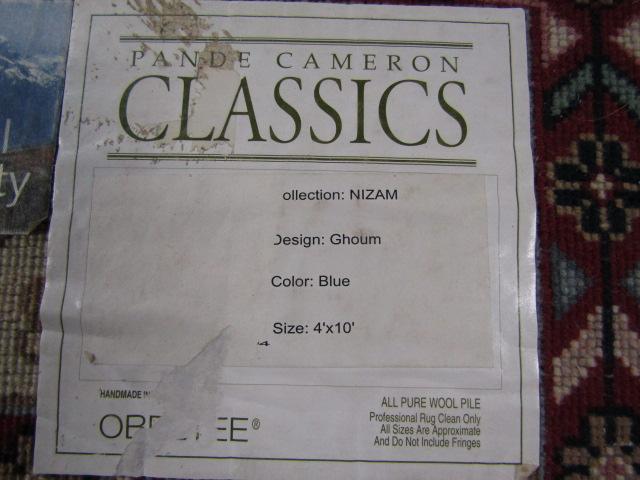 PANDE CAMERON
CLASSICS
ollection: NIZAM
Design: Ghoum
Color: Blue
Size: 4'x10'
HANDMADE IN
ALL PURE WOOL PILE
Professional Rug Clean Only
All Sizes Are Approximate
And Do Not Include Fringes
ty